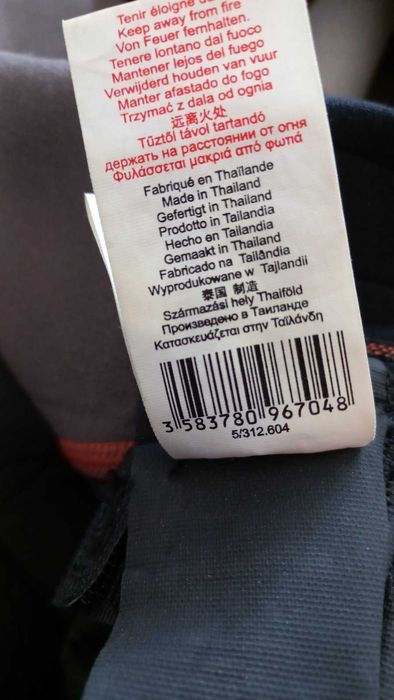 Tenir éloigné du
Keep away from fire
Von Feuer fernhalten.
Tenere lontano dal fuoco
Mantener lejos del fuego
Verwijderd houden van vuur
Manter afastado do fogo
Trzymać z dala od ognia
远离火处
Tűztől távol tartandó
держать на расстоянии от огня
Φυλάσσεται μακριά από φωτιά
Fabriqué en Thaïlande
Made in Thailand
Gefertigt in Thailand
Prodotto in Tailandia
Hecho en Tailandia
Gemaakt in Thailand
Fabricado na Tailândia
Wyprodukowane w Tajlandii
泰国 制造
Származási hely Thaiföld
Произведено в Таиланде
Κατασκευάζεται στην Ταϊλάνδη
3 583780 967048
5/312.604